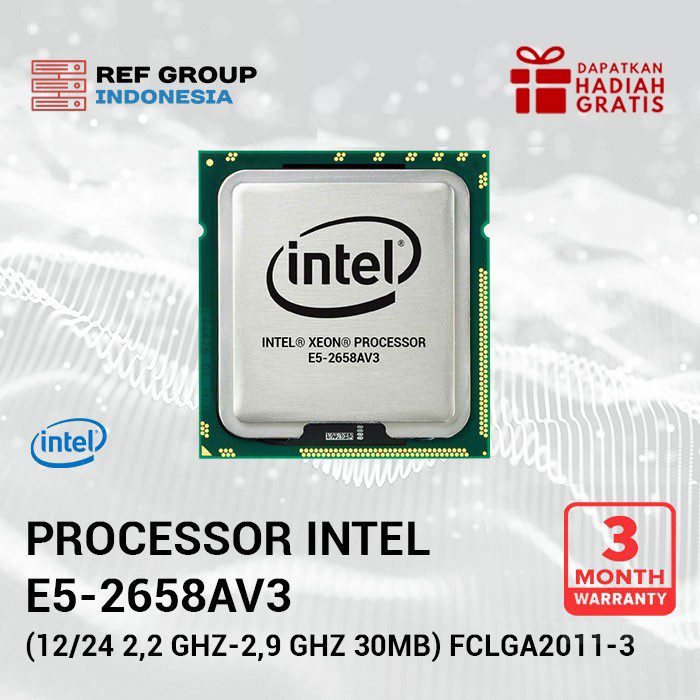 REF GROUP
INDONESIA
DAPATKAN
HADIAH
GRATIS
intel®
INTEL® XEON® PROCESSOR
E5-2658AV3
intel
PROCESSOR INTEL
E5-2658AV3
(12/24 2,2 GHZ-2,9 GHZ 30MB) FCLGA2011-3
3
MONTH
WARRANTY